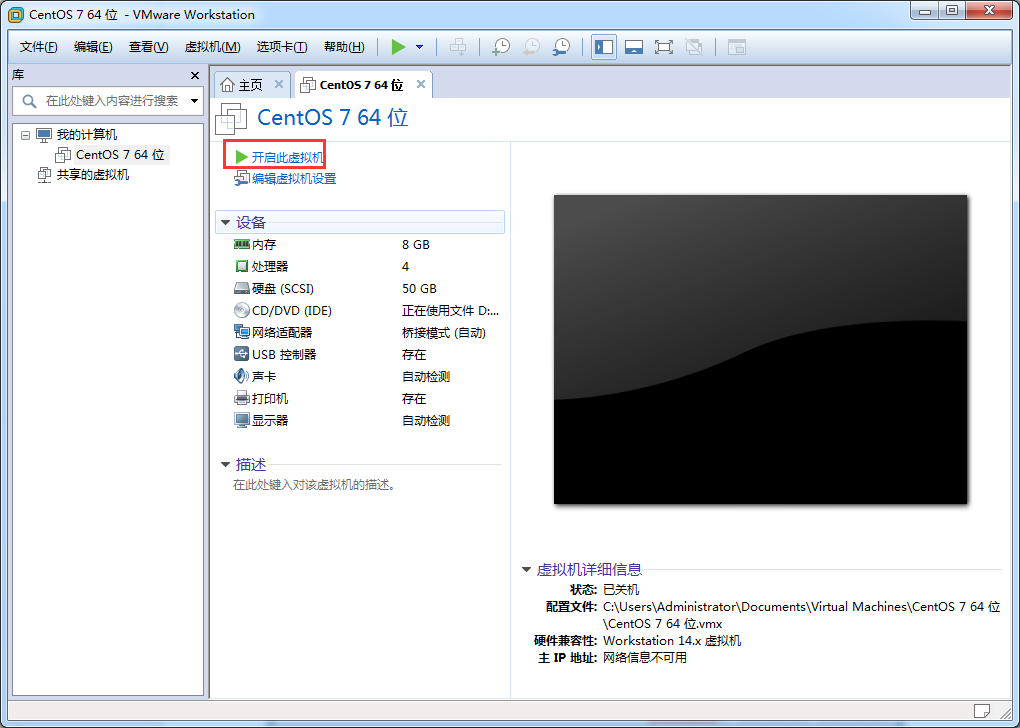 CentOS 7 64 位 - VMware Workstation
文件(F) 编辑(E) 查看(V) 虚拟机(M) 选项卡(T) 帮助(H)
库
在此处键入内容进行搜索
我的计算机
CentOS 7 64 位
共享的虚拟机
主页 CentOS 7 64 位
CentOS 7 64 位
开启此虚拟机
编辑虚拟机设置
设备
内存 8 GB
处理器 4
硬盘 (SCSI) 50 GB
CD/DVD (IDE) 正在使用文件 D:...
网络适配器 桥接模式 (自动)
USB 控制器 存在
声卡 自动检测
打印机 存在
显示器 自动检测
描述
在此处键入对该虚拟机的描述。
虚拟机详细信息
状态: 已关机
配置文件: C:\Users\Administrator\Documents\Virtual Machines\CentOS 7 64 位
\CentOS 7 64 位.vmx
硬件兼容性: Workstation 14.x 虚拟机
主 IP 地址: 网络信息不可用